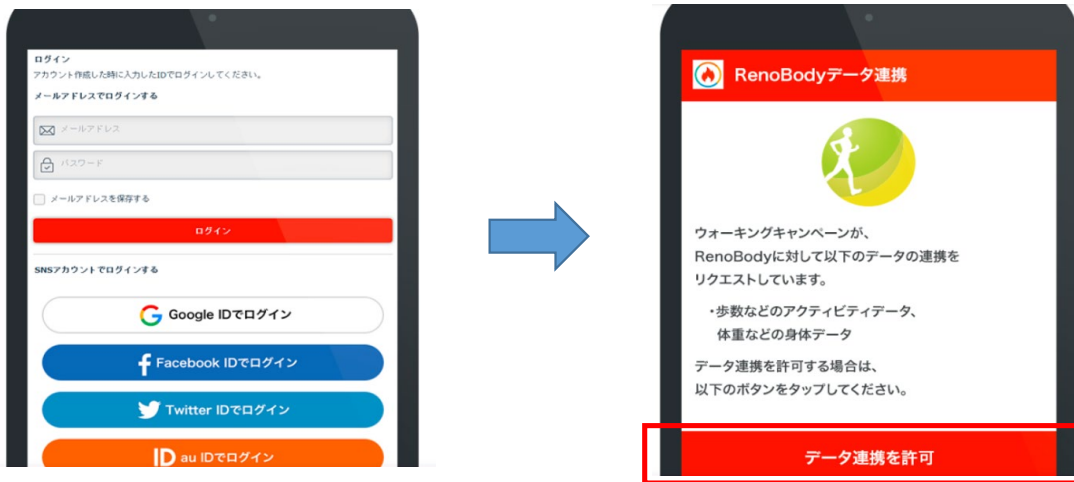 ログイン
アカウント作成した時に入力したIDでログインしてください。
メールアドレスでログインする
メールアドレス
パスワード
メールアドレスを保存する
ログイン
SNSアカウントでログインする
Google IDでログイン
Facebook IDでログイン
Twitter IDでログイン
ID au IDでログイン
RenoBodyデータ連携
ウォーキングキャンペーンが、
RenoBodyに対して以下のデータの連携を
リクエストしています。
・歩数などのアクティビティデータ、
体重などの身体データ
データ連携を許可する場合は、
以下のボタンをタップしてください。
データ連携を許可